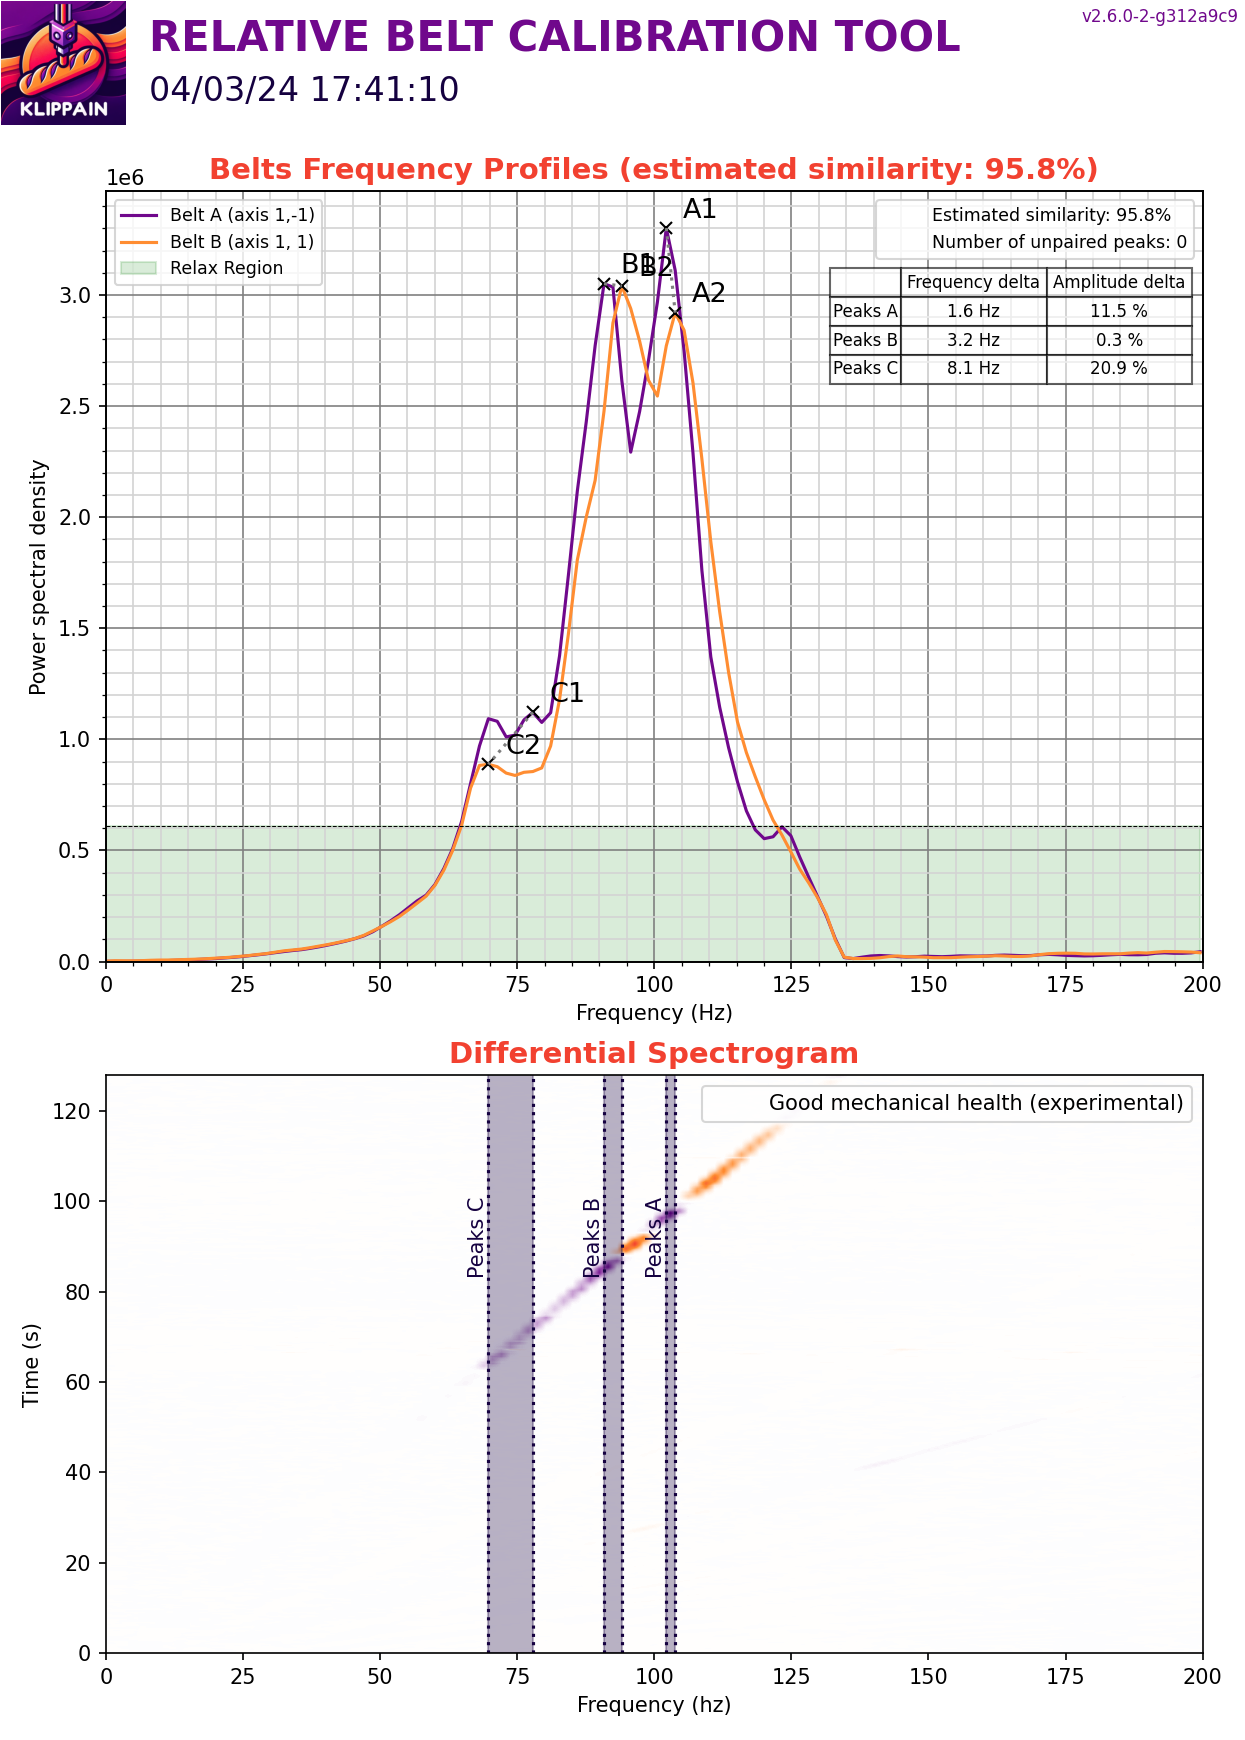 KLIPPAIN
RELATIVE BELT CALIBRATION TOOL
v2.6.0-2-g312a9c9
04/03/24 17:41:10
Belts Frequency Profiles (estimated similarity: 95.8%)
1e6
Belt A (axis 1,-1)
Belt B (axis 1, 1)
Relax Region
Estimated similarity: 95.8%
Number of unpaired peaks: 0
Frequency delta Amplitude delta
Peaks A 1.6 Hz 11.5 %
Peaks B 3.2 Hz 0.3 %
Peaks C 8.1 Hz 20.9 %
A1
B1
B2
A2
C1
C2
Power spectral density
3.0
2.5
2.0
1.5
1.0
0.5
0.0
0 25 50 75 100 125 150 175 200
Frequency (Hz)
Differential Spectrogram
Good mechanical health (experimental)
Peaks C
Peaks B
Peaks A
Time (s)
120
100
80
60
40
20
0
0 25 50 75 100 125 150 175 200
Frequency (hz)